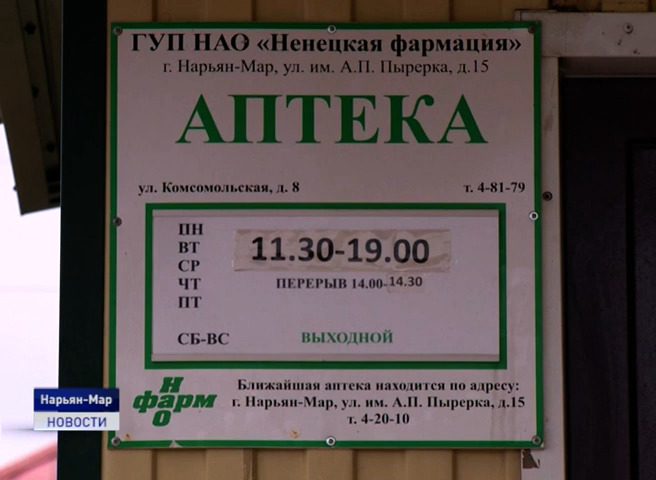 ГУП НАО «Ненецкая фармация»
г. Нарьян-Мар, ул. им. А.П. Пырерка, д.15
АПТЕКА
ул. Комсомольская, д. 8 т. 4-81-79
ПН
ВТ
СР
ЧТ
ПТ
11.30-19.00
ПЕРЕРЫВ 14.00-14.30
СБ-ВС ВЫХОДНОЙ
Н
фарм
О
Ближайшая аптека находится по адресу:
г. Нарьян-Мар, ул. им. А.П. Пырерка, д.15
т. 4-20-10
Нарьян-Мар
НОВОСТИ